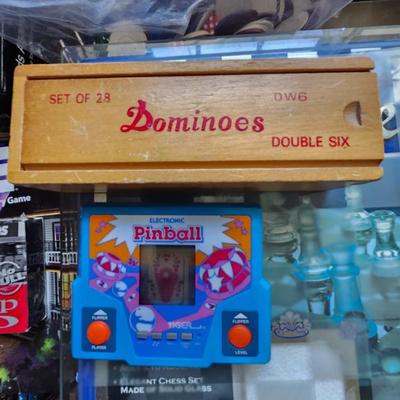 SET OF 28
DW6
Dominoes
DOUBLE SIX
y Game
ELECTRONIC
Pinball
TIGER
FLIPPER
PLAYER
FLIPPER
LEVEL
ELEGANT CHESS SET
MADE OF SOLID GLASS